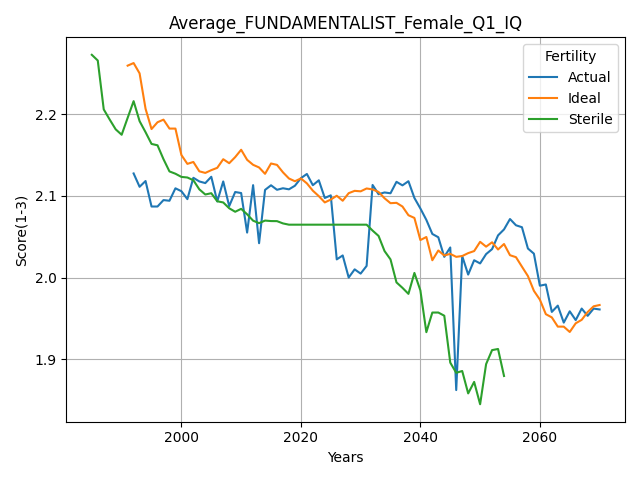 Average_FUNDAMENTALIST_Female_Q1_IQ
Fertility
Actual
Ideal
Sterile
Score(1-3)
2.2
2.1
2.0
1.9
2000
2020
2040
2060
Years